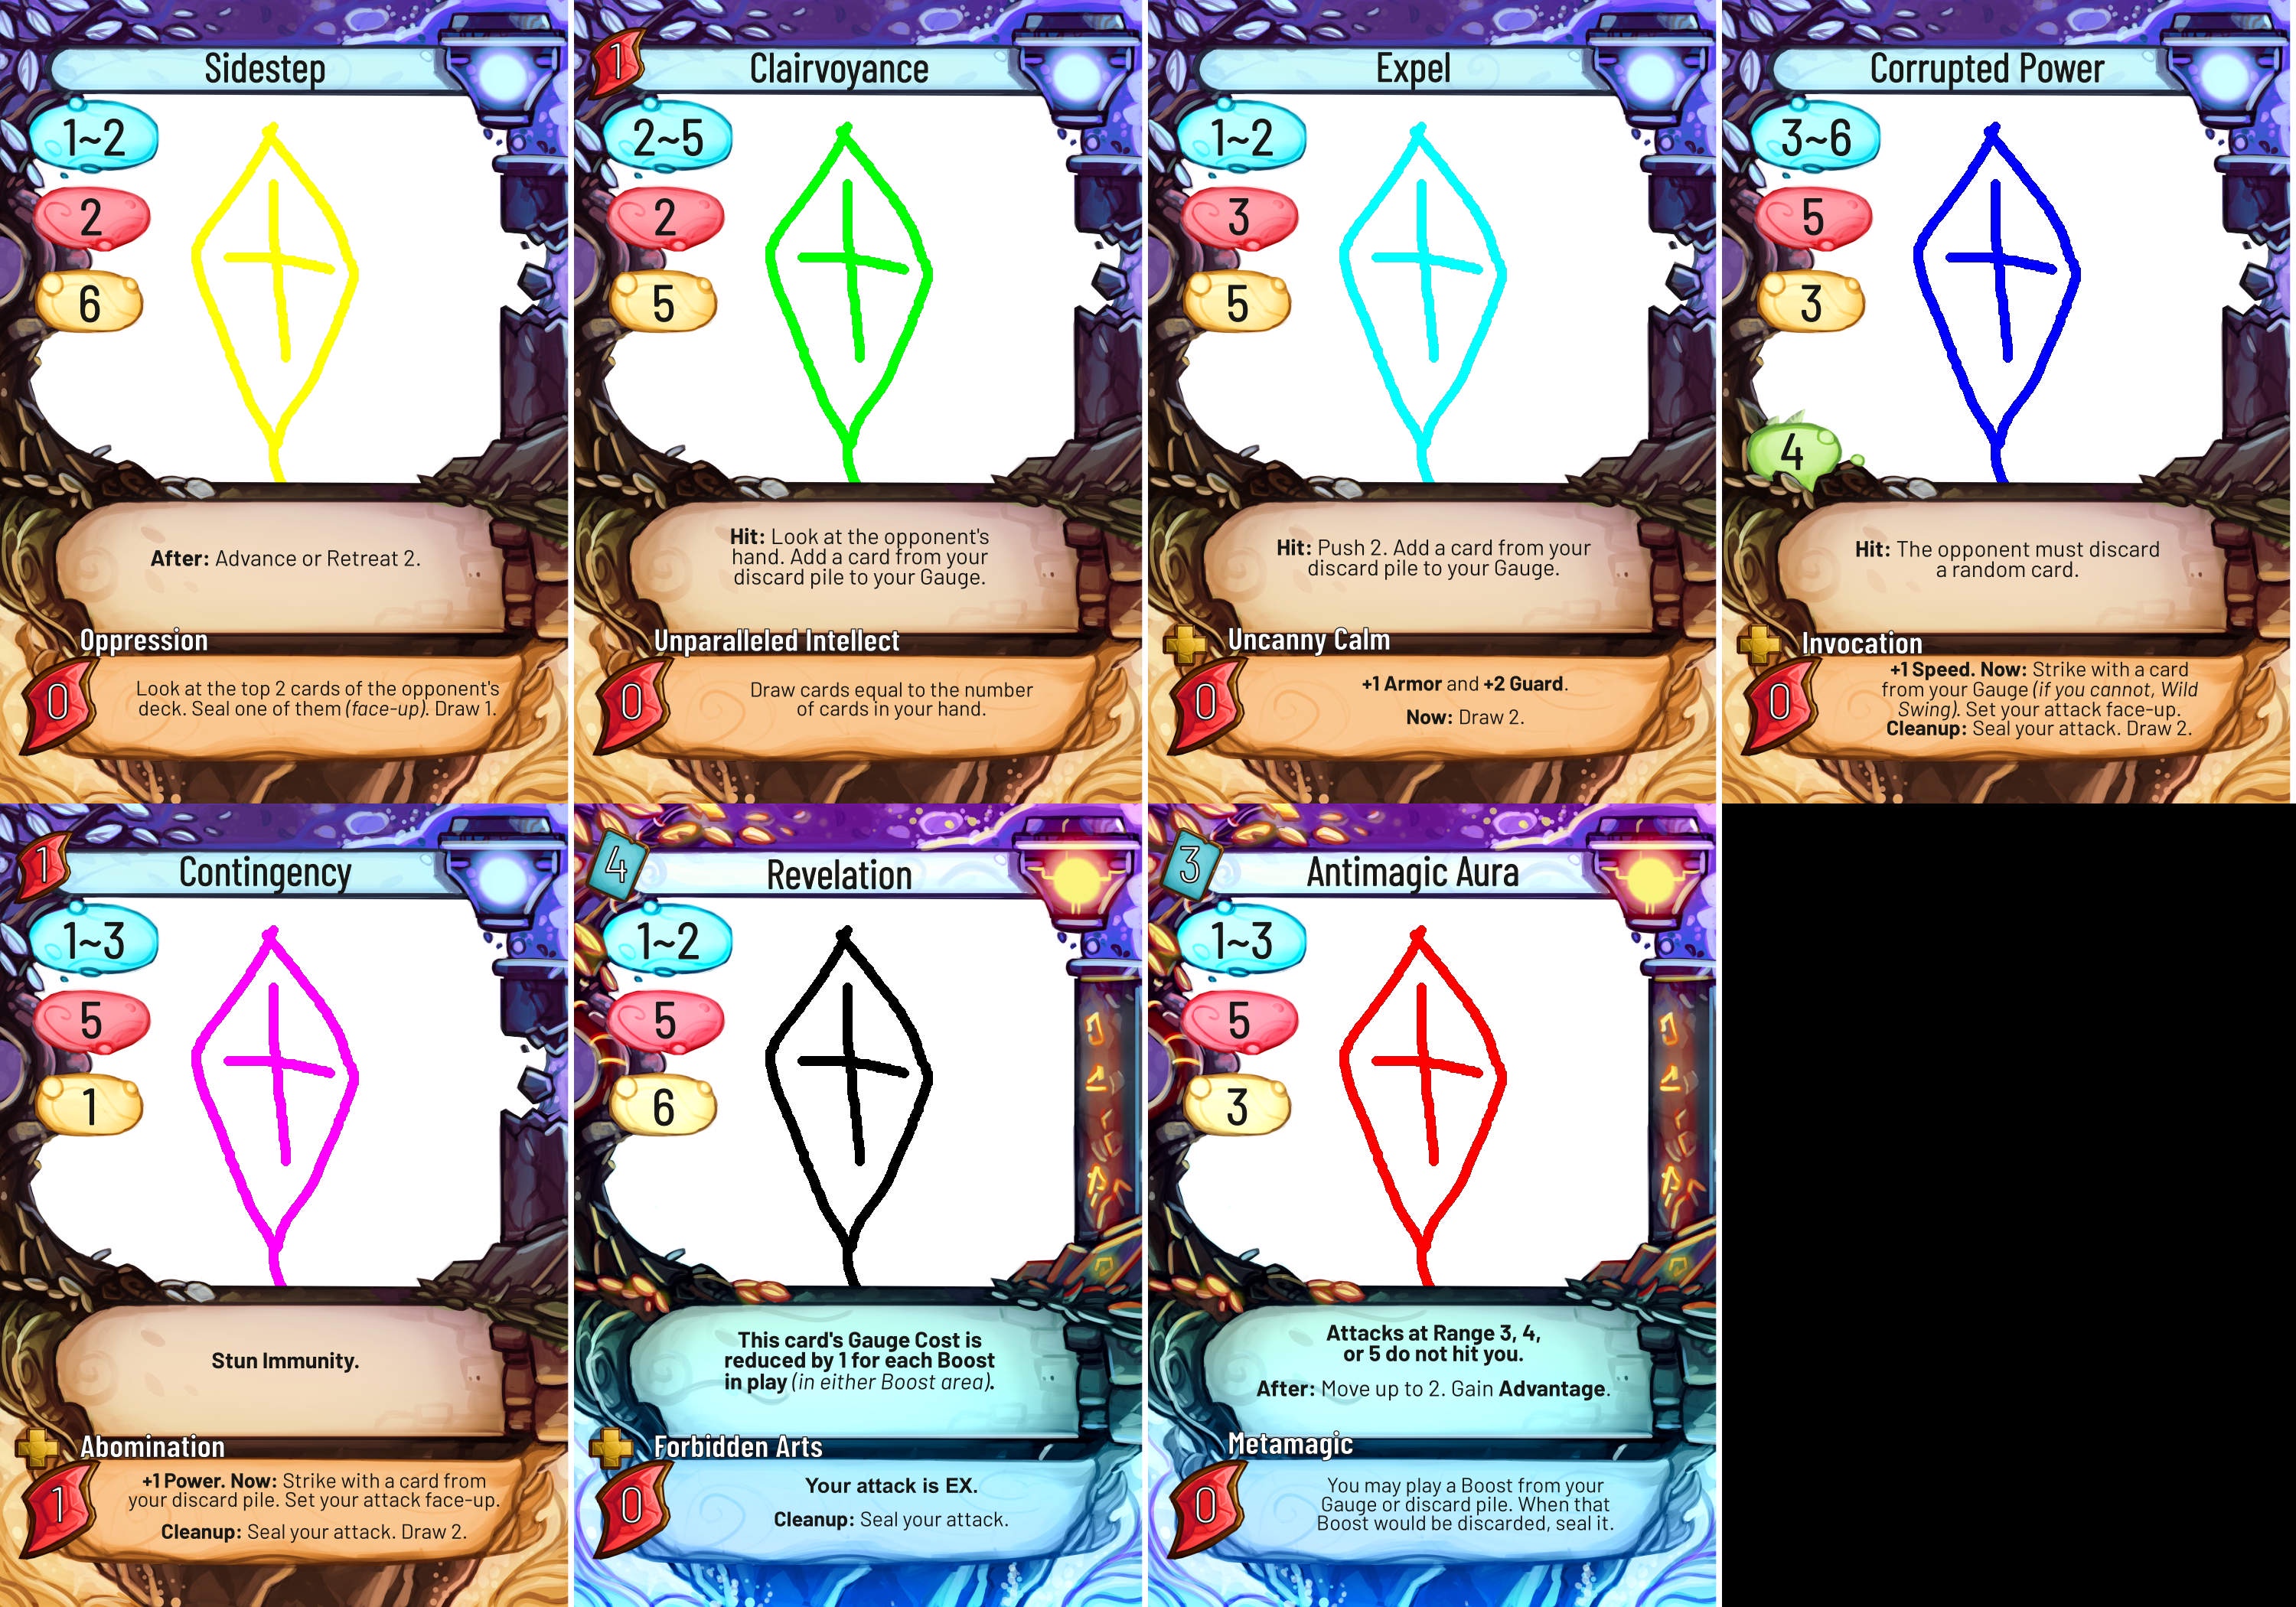 Sidestep
1~2
2
6
After: Advance or Retreat 2.
Oppression
0
Look at the top 2 cards of the opponent's
deck. Seal one of them (face-up). Draw 1.
1
Clairvoyance
2~5
2
5
Hit: Look at the opponent's
hand. Add a card from your
discard pile to your Gauge.
Unparalleled Intellect
0
Draw cards equal to the number
of cards in your hand.
Expel
1~2
3
5
Hit: Push 2. Add a card from your
discard pile to your Gauge.
Uncanny Calm
0
+1 Armor and +2 Guard.
Now: Draw 2.
Corrupted Power
3~6
5
3
4
Hit: The opponent must discard
a random card.
Invocation
0
+1 Speed. Now: Strike with a card
from your Gauge (if you cannot, Wild
Swing). Set your attack face-up.
Cleanup: Seal your attack. Draw 2.
1
Contingency
1~3
5
1
Stun Immunity.
Abomination
1
+1 Power. Now: Strike with a card from
your discard pile. Set your attack face-up.
Cleanup: Seal your attack. Draw 2.
4
Revelation
1~2
5
6
This card's Gauge Cost is
reduced by 1 for each Boost
in play (in either Boost area).
Forbidden Arts
0
Your attack is EX.
Cleanup: Seal your attack.
3
Antimagic Aura
1~3
5
3
Attacks at Range 3, 4,
or 5 do not hit you.
After: Move up to 2. Gain Advantage.
Metamagic
0
You may play a Boost from your
Gauge or discard pile. When that
Boost would be discarded, seal it.